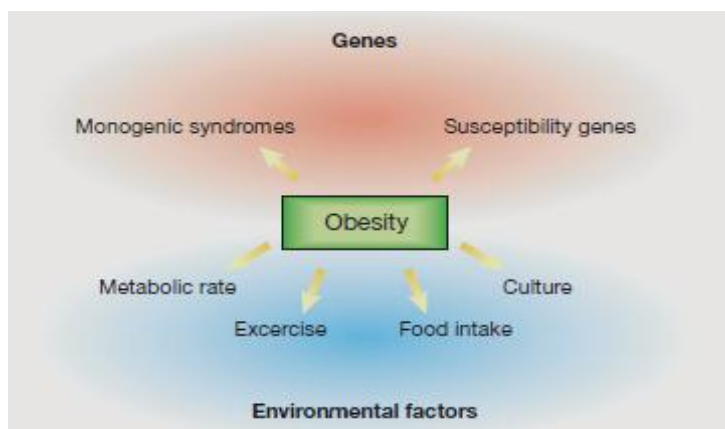 Genes
Monogenic syndromes
Susceptibility genes
Obesity
Metabolic rate
Culture
Excercise
Food intake
Environmental factors